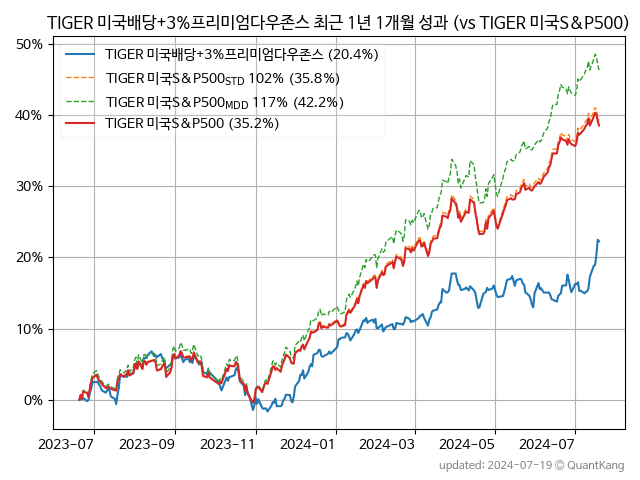 TIGER 미국배당+3%프리미엄다우존스 최근 1년 1개월 성과 (vs TIGER 미국S&P500)
50%
40%
30%
20%
10%
0%
TIGER 미국배당+3%프리미엄다우존스 (20.4%)
TIGER 미국S&P500STD 102% (35.8%)
TIGER 미국S&P500MDD 117% (42.2%)
TIGER 미국S&P500 (35.2%)
2023-07 2023-09 2023-11 2024-01 2024-03 2024-05 2024-07
updated: 2024-07-19 © QuantKang